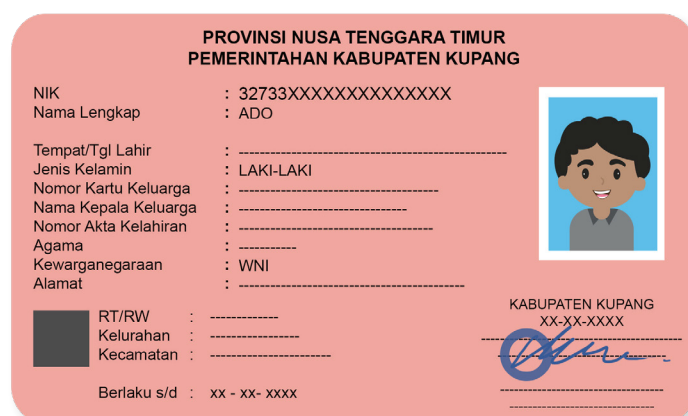 PROVINSI NUSA TENGGARA TIMUR
PEMERINTAHAN KABUPATEN KUPANG
NIK : 32733XXXXXXXXXXXXXX
Nama Lengkap : ADO
Tempat/Tgl Lahir : ------------------------------------------------
Jenis Kelamin : LAKI-LAKI
Nomor Kartu Keluarga : ------------------------------------
Nama Kepala Keluarga : ------------------------------
Nomor Akta Kelahiran : -----------------------------------
Agama : ----------
Kewarganegaraan : WNI
Alamat : -----------------------------------------
RT/RW : ------------
Kelurahan : ----------------
Kecamatan : ---------------------
Berlaku s/d : xx - xx- xxxx
KABUPATEN KUPANG
XX-XX-XXXX